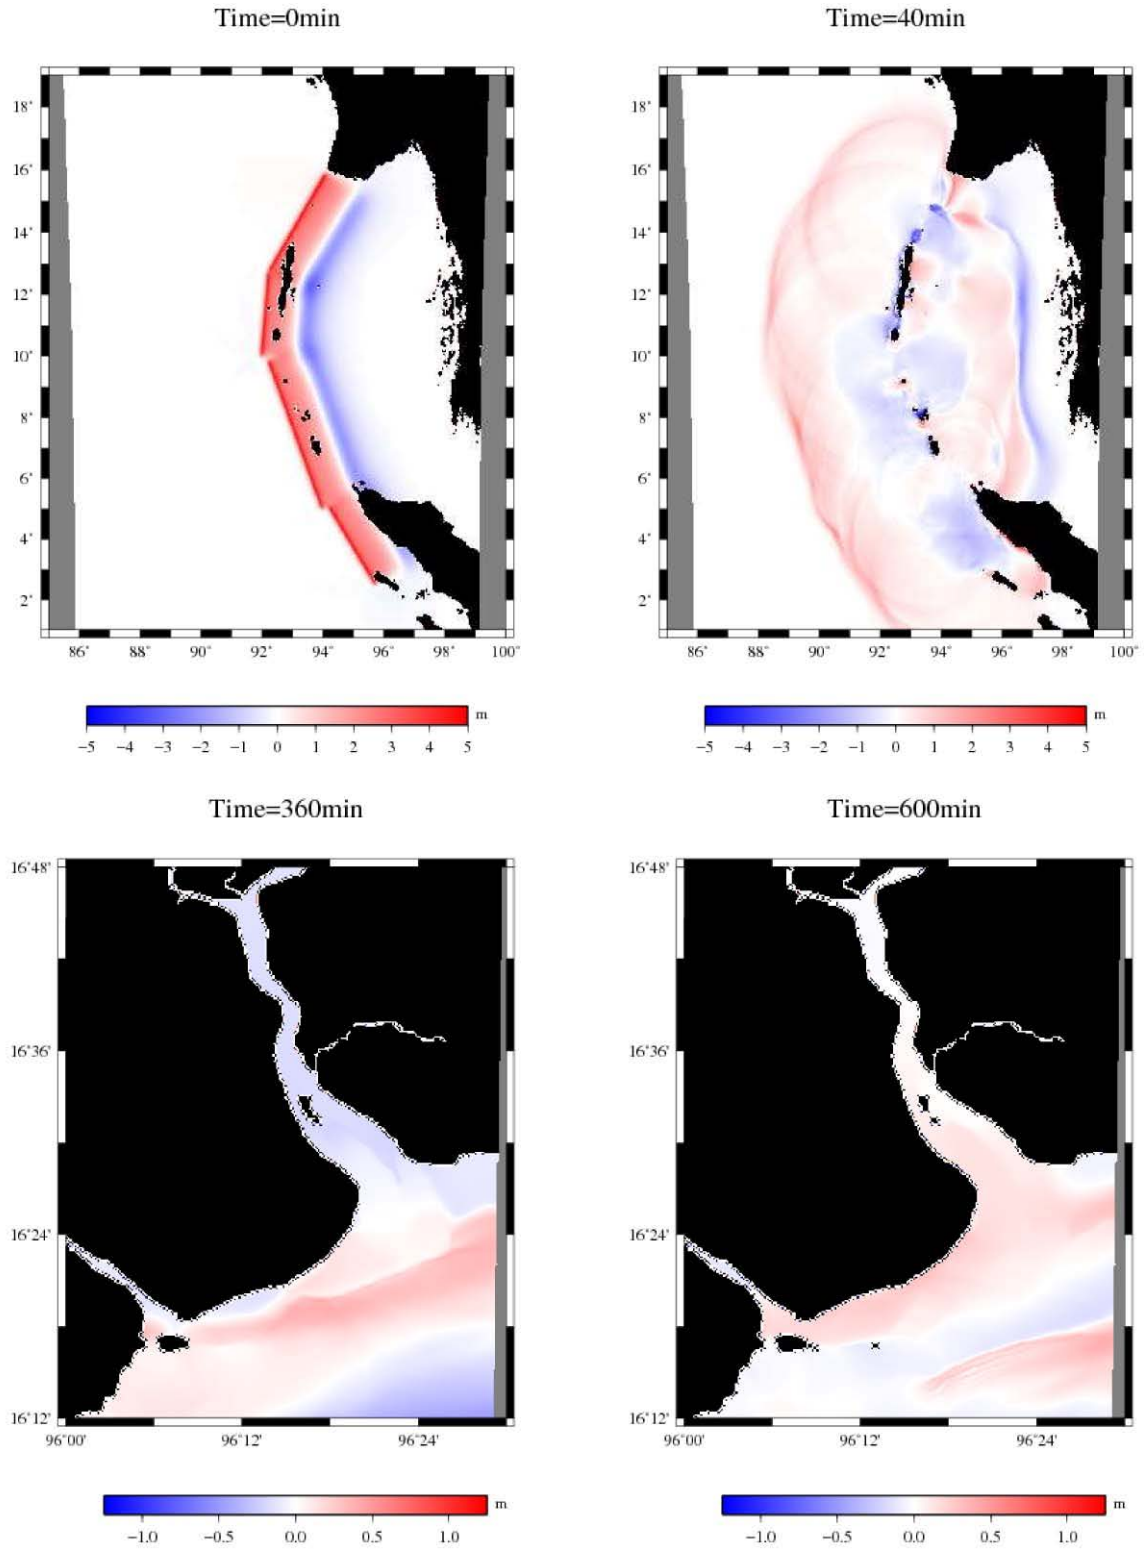 Time=0min
Time=40min
18˚
16˚
14˚
12˚
10˚
8˚
6˚
4˚
2˚
86˚ 88˚ 90˚ 92˚ 94˚ 96˚ 98˚ 100˚
18˚
16˚
14˚
12˚
10˚
8˚
6˚
4˚
2˚
86˚ 88˚ 90˚ 92˚ 94˚ 96˚ 98˚ 100˚
m
−5 −4 −3 −2 −1 0 1 2 3 4 5
m
−5 −4 −3 −2 −1 0 1 2 3 4 5
Time=360min
Time=600min
16˚48'
16˚36'
16˚24'
16˚12'
96˚00' 96˚12' 96˚24'
16˚48'
16˚36'
16˚24'
16˚12'
96˚00' 96˚12' 96˚24'
m
−1.0 −0.5 0.0 0.5 1.0
m
−1.0 −0.5 0.0 0.5 1.0